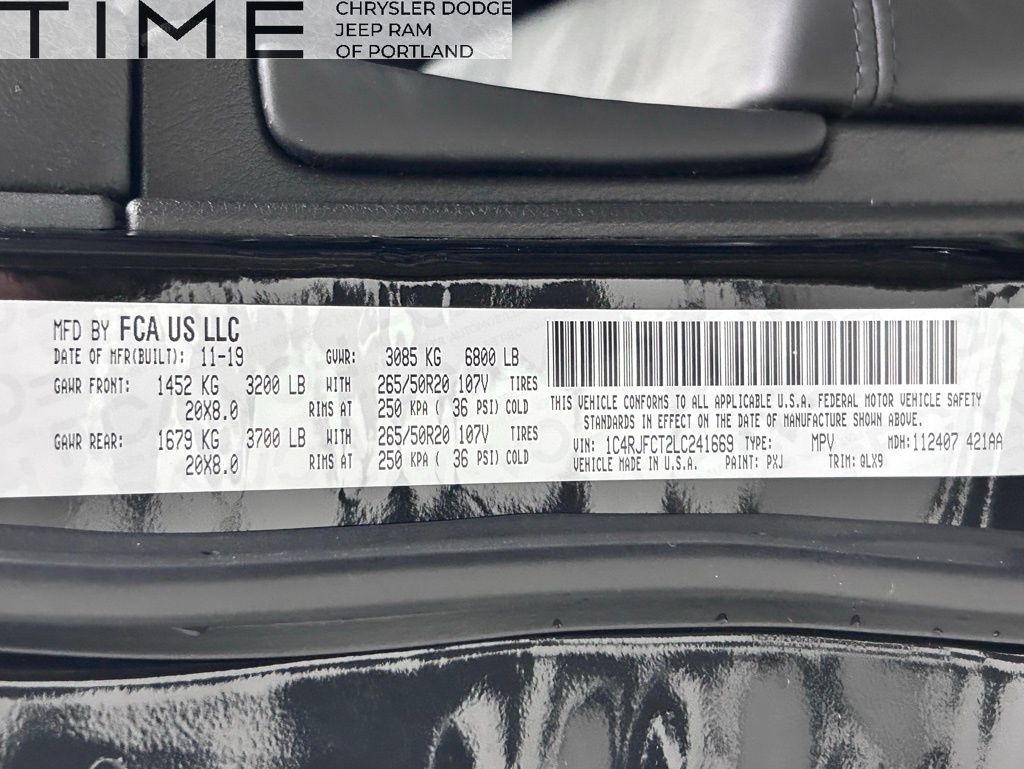 TIME
CHRYSLER DODGE
JEEP RAM
OF PORTLAND
MFD BY FCA US LLC
DATE OF MFR(BUILT): 11-19 GVWR: 3085 KG 6800 LB
GAWR FRONT: 1452 KG 3200 LB WITH 265/50R20 107V TIRES
20X8.0 RIMS AT 250 KPA ( 36 PSI) COLD
GAWR REAR: 1679 KG 3700 LB WITH 265/50R20 107V TIRES
20X8.0 RIMS AT 250 KPA ( 36 PSI) COLD
THIS VEHICLE CONFORMS TO ALL APPLICABLE U.S.A. FEDERAL MOTOR VEHICLE SAFETY
STANDARDS IN EFFECT ON THE DATE OF MANUFACTURE SHOWN ABOVE.
VIN: 1C4RJFCT2LC241669 TYPE: MPV MDH: 112407 421AA
VEHICLE MADE IN U.S.A. PAINT: PXJ TRIM: QLX9